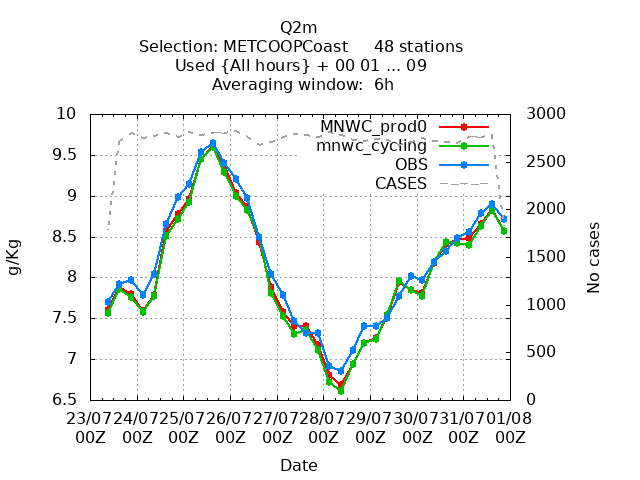 Q2m
Selection: METCOOPCoast     48 stations
Used {All hours} + 00 01 ... 09
Averaging window:  6h
MNWC_prod0
mnwc_cycling
OBS
CASES
10
9.5
9
8.5
8
7.5
7
6.5
g/Kg
3000
2500
2000
1500
1000
500
0
No cases
23/07 24/07 25/07 26/07 27/07 28/07 29/07 30/07 31/07 01/08
00Z 00Z 00Z 00Z 00Z 00Z 00Z 00Z 00Z 00Z
Date